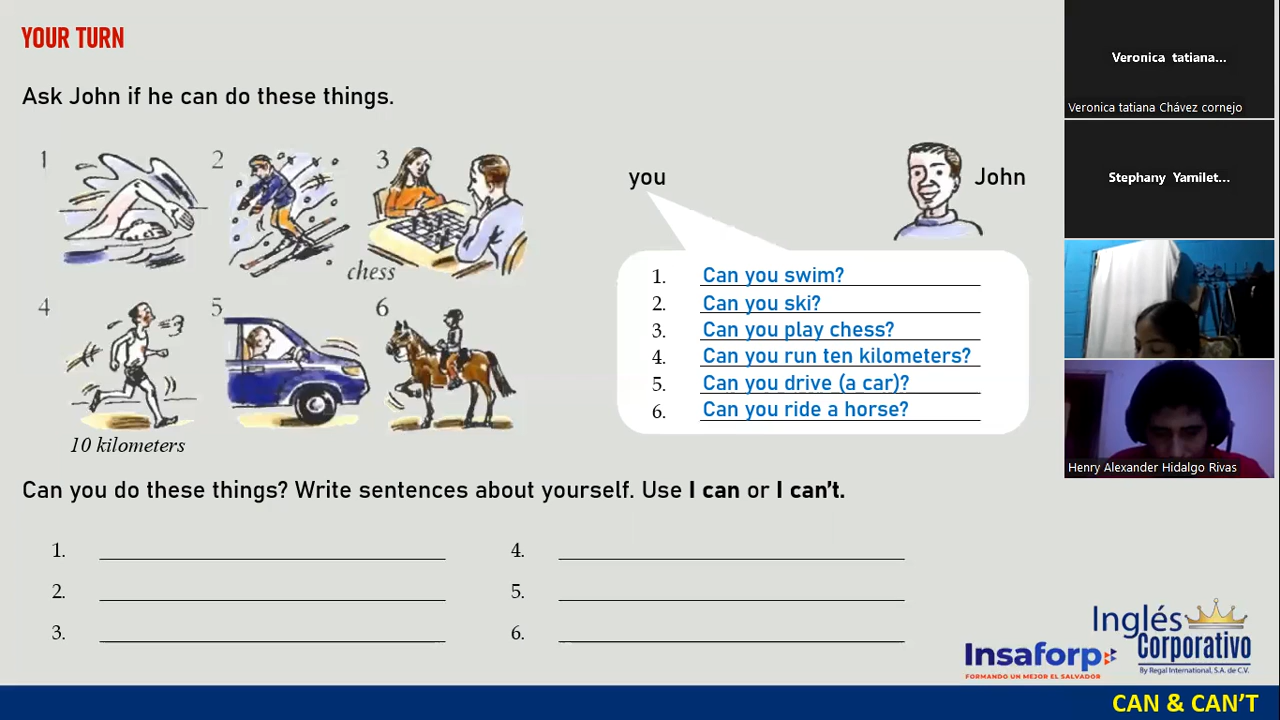 YOUR TURN
Ask John if he can do these things.
1
2
3
chess
4
5
6
10 kilometers
you
John
1. Can you swim?
2. Can you ski?
3. Can you play chess?
4. Can you run ten kilometers?
5. Can you drive (a car)?
6. Can you ride a horse?
Can you do these things? Write sentences about yourself. Use I can or I can't.
1.
2.
3.
4.
5.
6.
Insaforp
FORMANDO UN MEJOR EL SALVADOR
Inglés
Corporativo
By Regal International, S.A. de C.V.
CAN & CAN'T
Veronica tatiana...
Veronica tatiana Chávez cornejo
Stephany Yamilet...
Henry Alexander Hidalgo Rivas